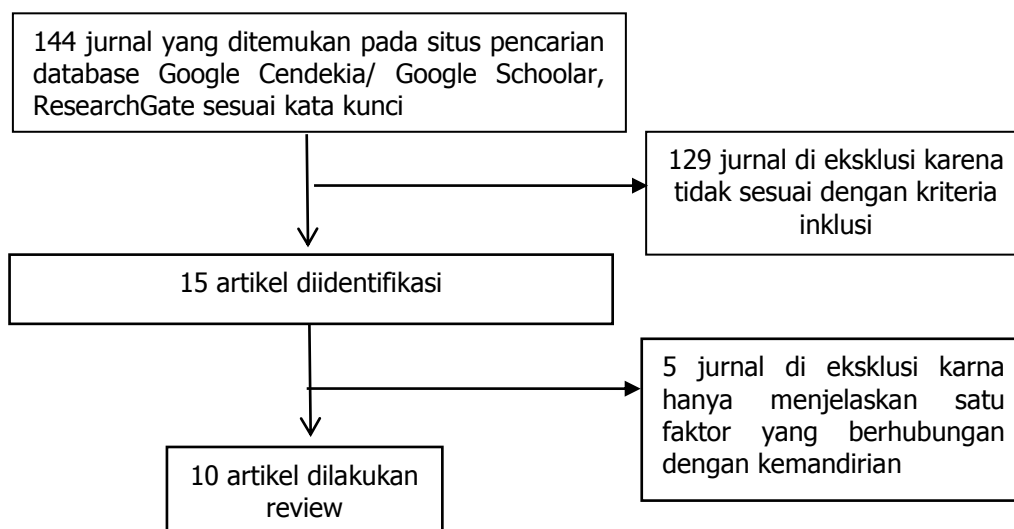 144 jurnal yang ditemukan pada situs pencarian
database Google Cendekia/ Google Schoolar,
ResearchGate sesuai kata kunci
129 jurnal di eksklusi karena
tidak sesuai dengan kriteria
inklusi
15 artikel diidentifikasi
5 jurnal di eksklusi karna
hanya menjelaskan satu
faktor yang berhubungan
dengan kemandirian
10 artikel dilakukan
review